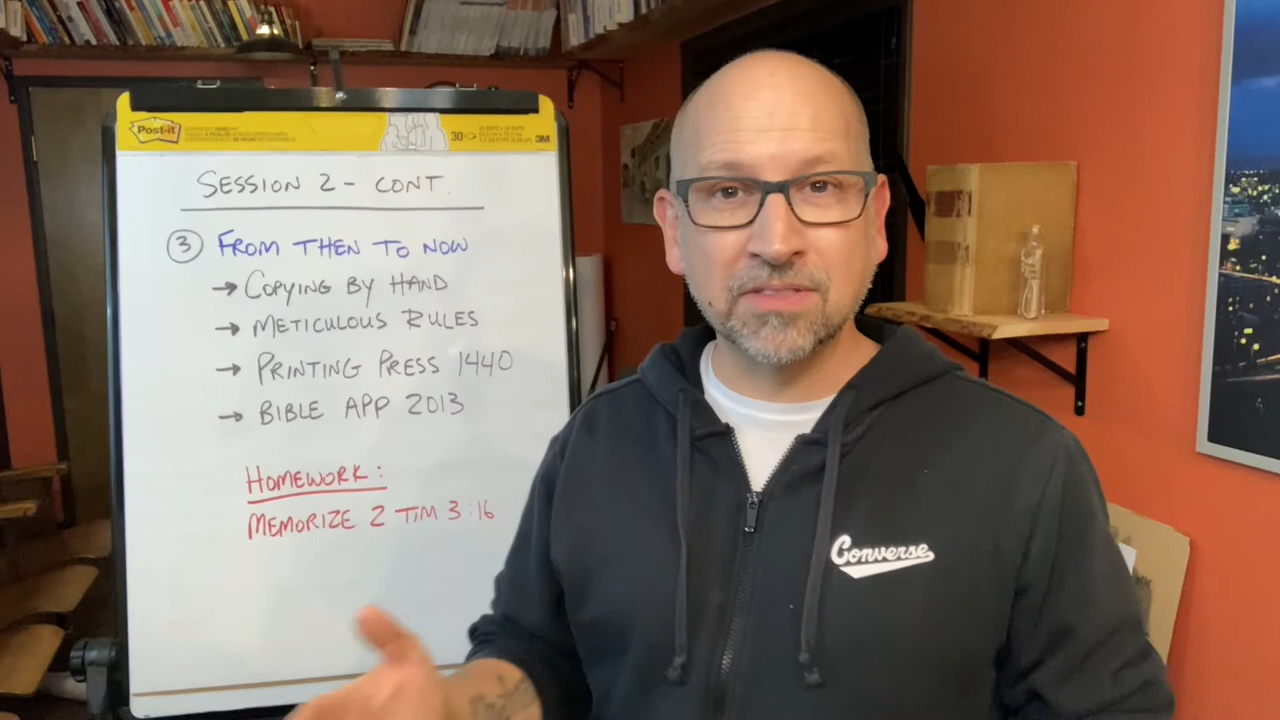 Post-it
30
3M
SESSION 2 - CONT.
3 FROM THEN TO NOW
→ COPYING BY HAND
→ METICULOUS RULES
→ PRINTING PRESS 1440
→ BIBLE APP 2013
HOMEWORK:
MEMORIZE 2 TIM 3:16
Converse